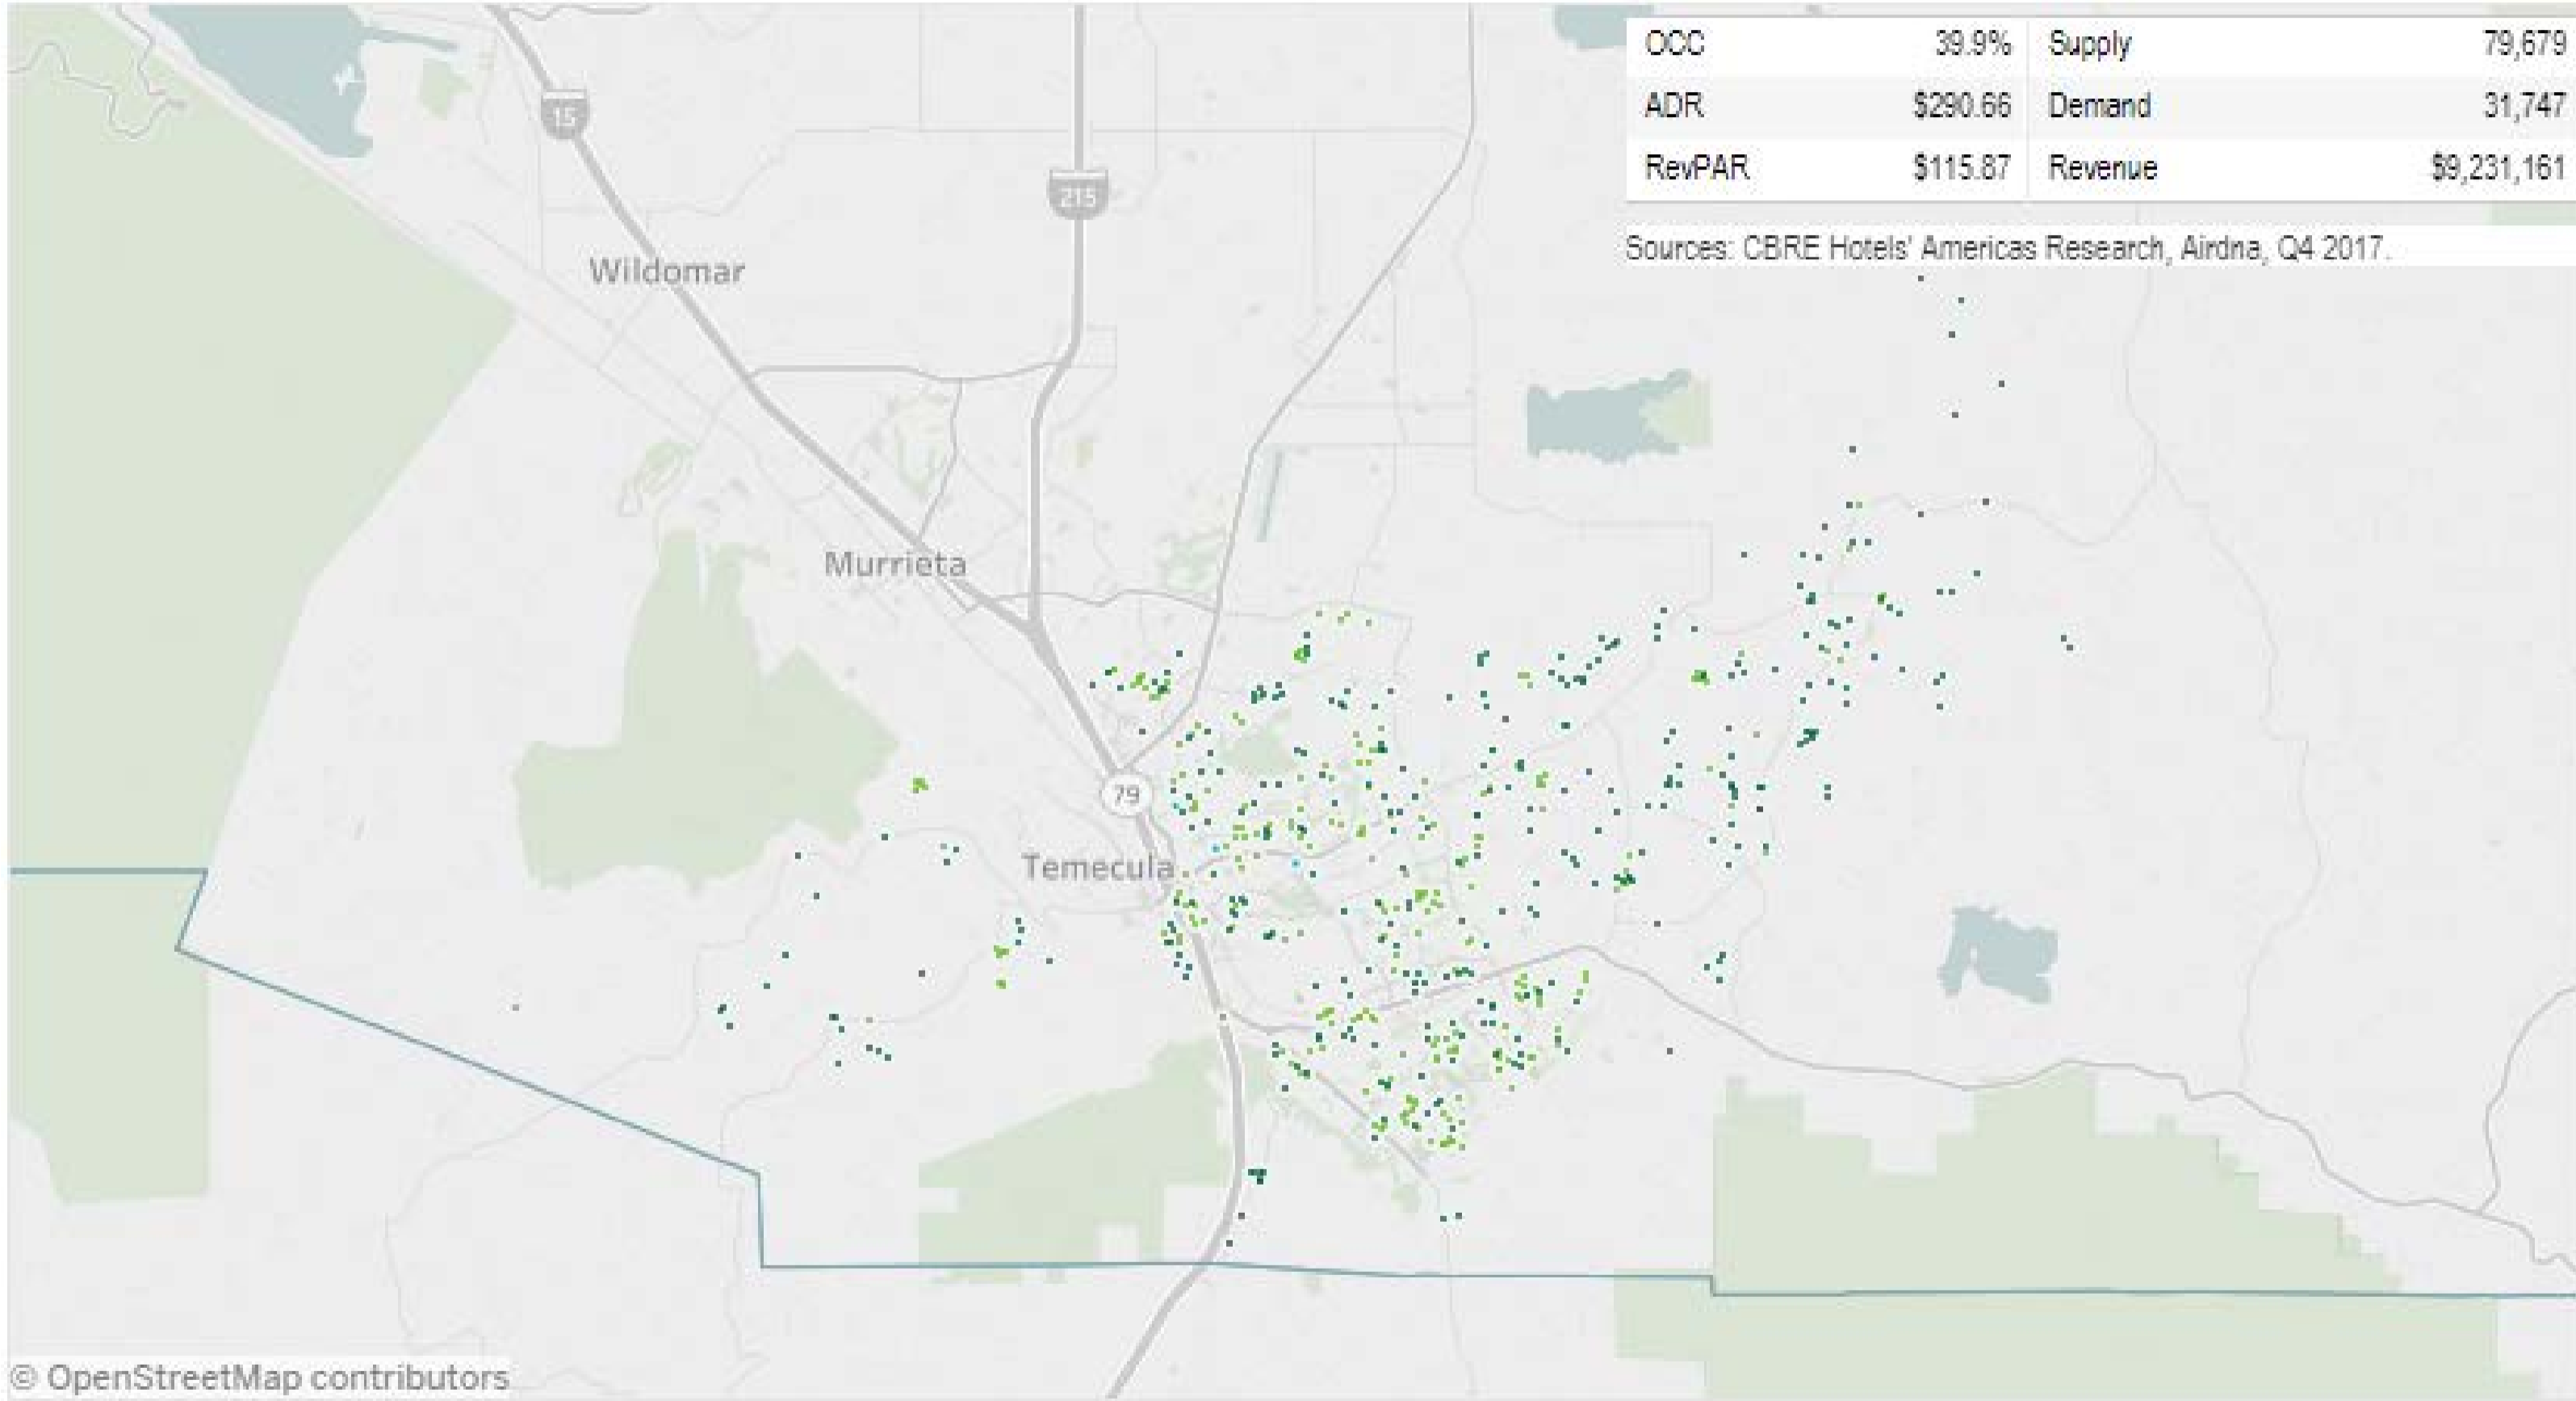 OCC 39.9% Supply 79,679
ADR $290.66 Demand 31,747
RevPAR $115.87 Revenue $9,231,161
Sources: CBRE Hotels' Americas Research, Airdna, Q4 2017.
15
215
Wildomar
Murrieta
79
Temecula
© OpenStreetMap contributors